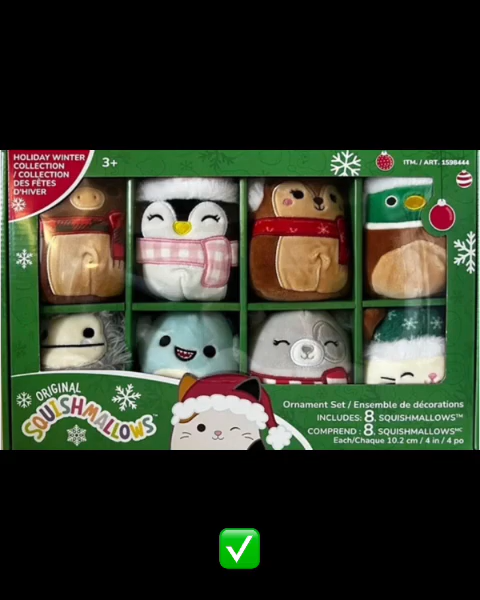 HOLIDAY WINTER
COLLECTION
/ COLLECTION
DES FÊTES
D'HIVER
3+
ITM. / ART. 1598444
ORIGINAL
SQUISHMALLOWS™
Ornament Set / Ensemble de décorations
INCLUDES: 8 SQUISHMALLOWS™
COMPREND : 8 SQUISHMALLOWSᴹᶜ
Each/Chaque 10.2 cm / 4 in / 4 po